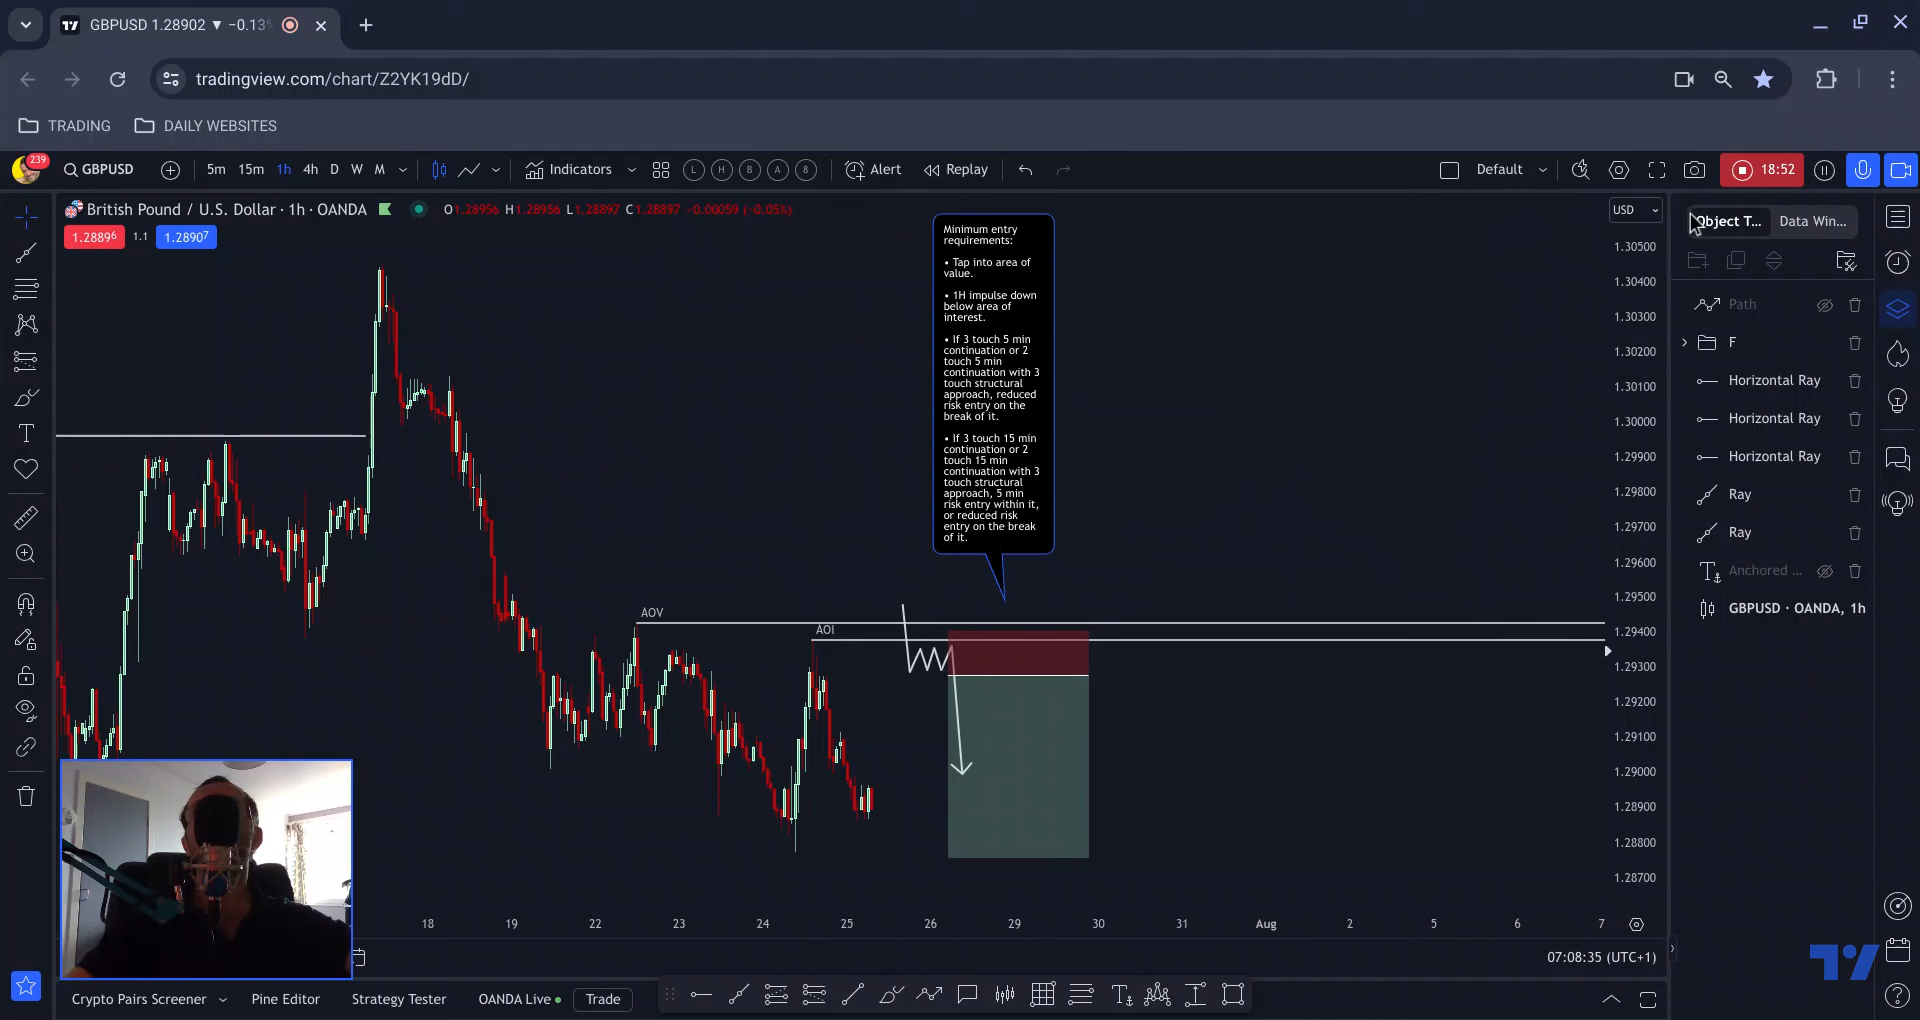 GBPUSD 1.28902 ▼ −0.13%
tradingview.com/chart/Z2YK19dD/
TRADING
DAILY WEBSITES
239
GBPUSD
5m 15m 1h 4h D W M
Indicators
L H B A 8
Alert
Replay
Default
18:52
British Pound / U.S. Dollar · 1h · OANDA
O1.28956 H1.28956 L1.28897 C1.28897 −0.00059 (−0.05%)
1.28896
1.1
1.28907
USD
Object T...
Data Win...
Path
F
Horizontal Ray
Horizontal Ray
Horizontal Ray
Ray
Ray
Anchored ...
GBPUSD · OANDA, 1h
Minimum entry
requirements:
• Tap into area of
value.
• 1H impulse down
below area of
interest.
• If 3 touch 5 min
continuation or 2
touch 5 min
continuation with 3
touch structural
approach, reduced
risk entry on the
break of it.
• If 3 touch 15 min
continuation or 2
touch 15 min
continuation with 3
touch structural
approach, 5 min
risk entry within it,
or reduced risk
entry on the break
of it.
AOV
AOI
1.30500
1.30400
1.30300
1.30200
1.30100
1.30000
1.29900
1.29800
1.29700
1.29600
1.29500
1.29400
1.29300
1.29200
1.29100
1.29000
1.28900
1.28800
1.28700
18 19 22 23 24 25 26 29 30 31 Aug 2 5 6 7
07:08:35 (UTC+1)
Crypto Pairs Screener
Pine Editor
Strategy Tester
OANDA Live
Trade